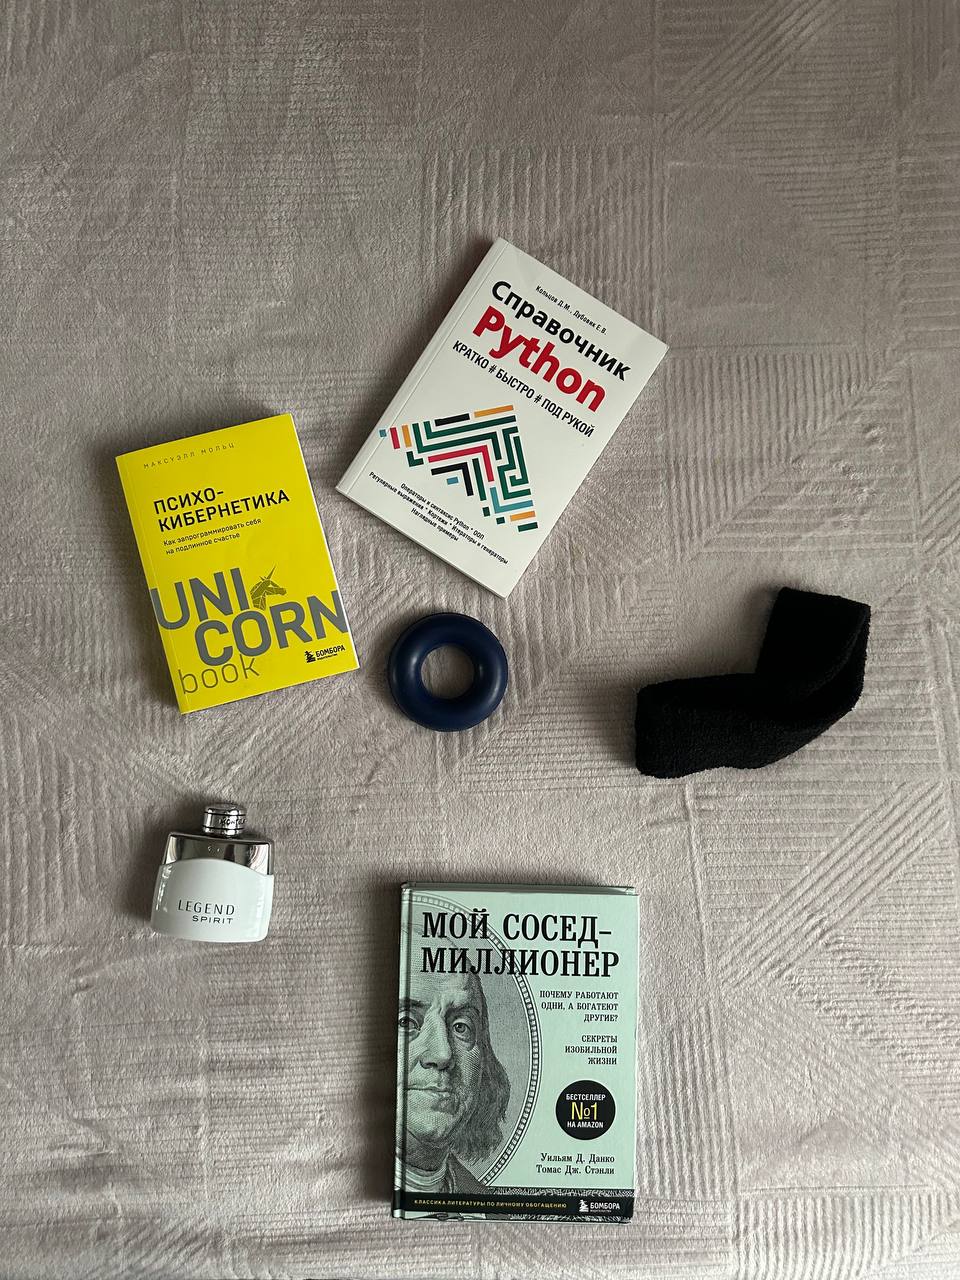 Кольцов Д.М., Дубовик Е.В.
Справочник
Python
КРАТКО # БЫСТРО # ПОД РУКОЙ
Операторы и синтаксис Python * ООП
Регулярные выражения * Кортежи * Итераторы и генераторы
Наглядные примеры
МАКСУЭЛЛ МОЛЬЦ
ПСИХО-
КИБЕРНЕТИКА
Как запрограммировать себя
на подлинное счастье
UNI
CORN
book
БОМБОРА
ИЗДАТЕЛЬСТВО
LEGEND
SPIRIT
МОЙ СОСЕД-
МИЛЛИОНЕР
ПОЧЕМУ РАБОТАЮТ
ОДНИ, А БОГАТЕЮТ
ДРУГИЕ?
СЕКРЕТЫ
ИЗОБИЛЬНОЙ
ЖИЗНИ
БЕСТСЕЛЛЕР
№1
НА AMAZON
Уильям Д. Данко
Томас Дж. Стэнли
КЛАССИКА ЛИТЕРАТУРЫ ПО ЛИЧНОМУ ОБОГАЩЕНИЮ
БОМБОРА
ИЗДАТЕЛЬСТВО